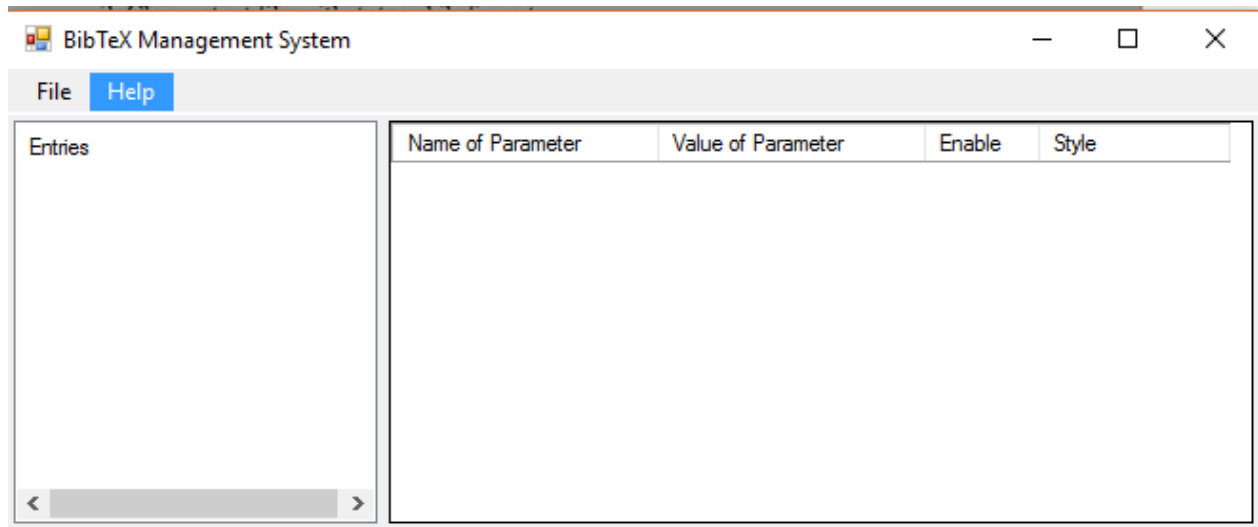 BibTeX Management System
File Help
Entries
Name of Parameter Value of Parameter Enable Style